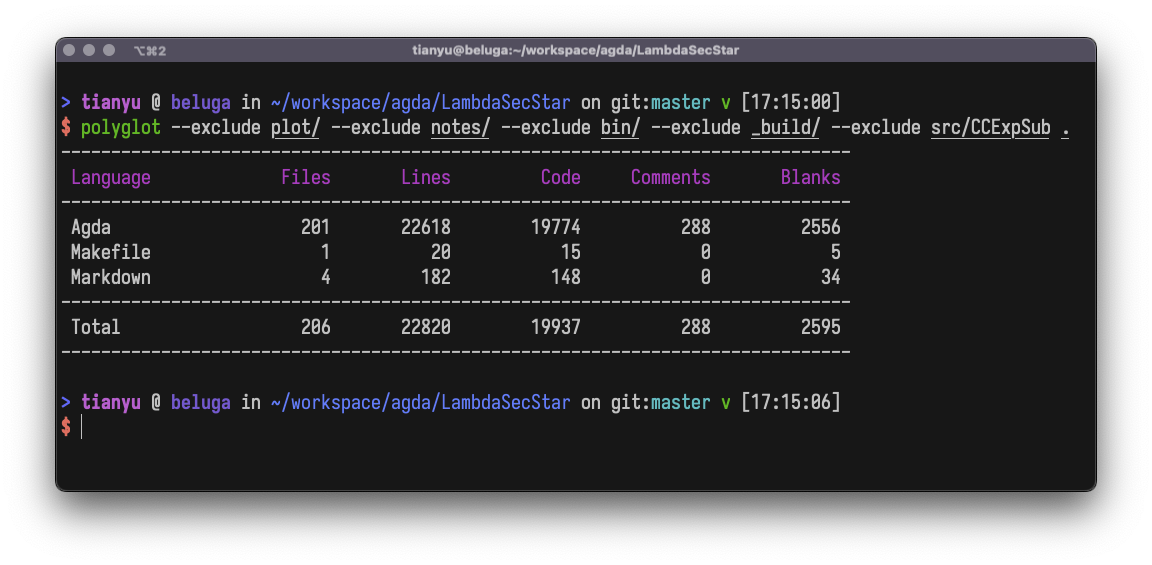 ⌥⌘2 tianyu@beluga:~/workspace/agda/LambdaSecStar
> tianyu @ beluga in ~/workspace/agda/LambdaSecStar on git:master v [17:15:00]
$ polyglot --exclude plot/ --exclude notes/ --exclude bin/ --exclude _build/ --exclude src/CCExpSub .
-------------------------------------------------------------------------------
Language Files Lines Code Comments Blanks
-------------------------------------------------------------------------------
Agda 201 22618 19774 288 2556
Makefile 1 20 15 0 5
Markdown 4 182 148 0 34
-------------------------------------------------------------------------------
Total 206 22820 19937 288 2595
-------------------------------------------------------------------------------
> tianyu @ beluga in ~/workspace/agda/LambdaSecStar on git:master v [17:15:06]
$